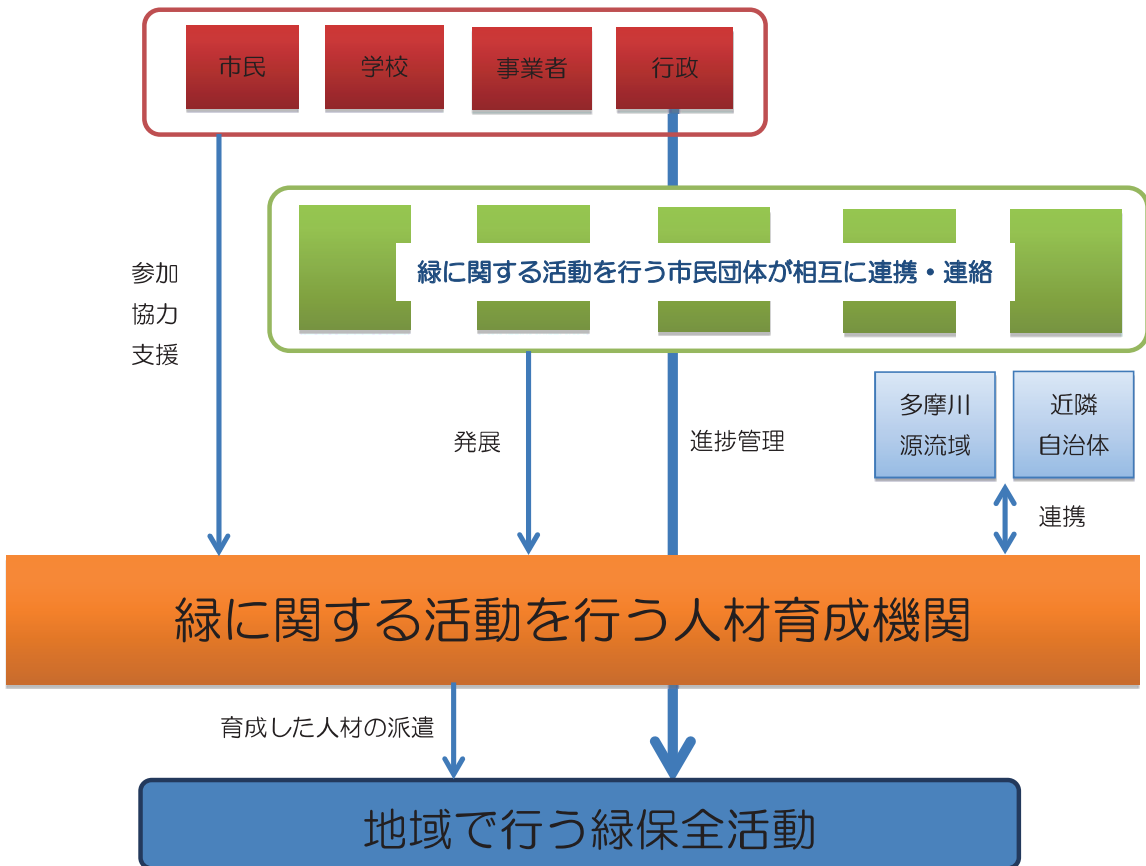 市民
学校
事業者
行政
緑に関する活動を行う市民団体が相互に連携・連絡
参加
協力
支援
発展
進捗管理
多摩川
源流域
近隣
自治体
連携
緑に関する活動を行う人材育成機関
育成した人材の派遣
地域で行う緑保全活動